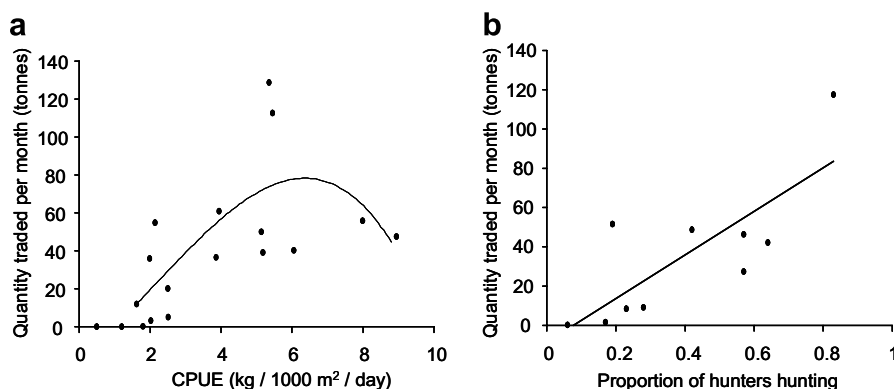 a
Quantity traded per month (tonnes)
140
120
100
80
60
40
20
0
0 2 4 6 8 10
CPUE (kg / 1000 m² / day)
b
Quantity traded per month (tonnes)
140
120
100
80
60
40
20
0
0 0.2 0.4 0.6 0.8 1
Proportion of hunters hunting